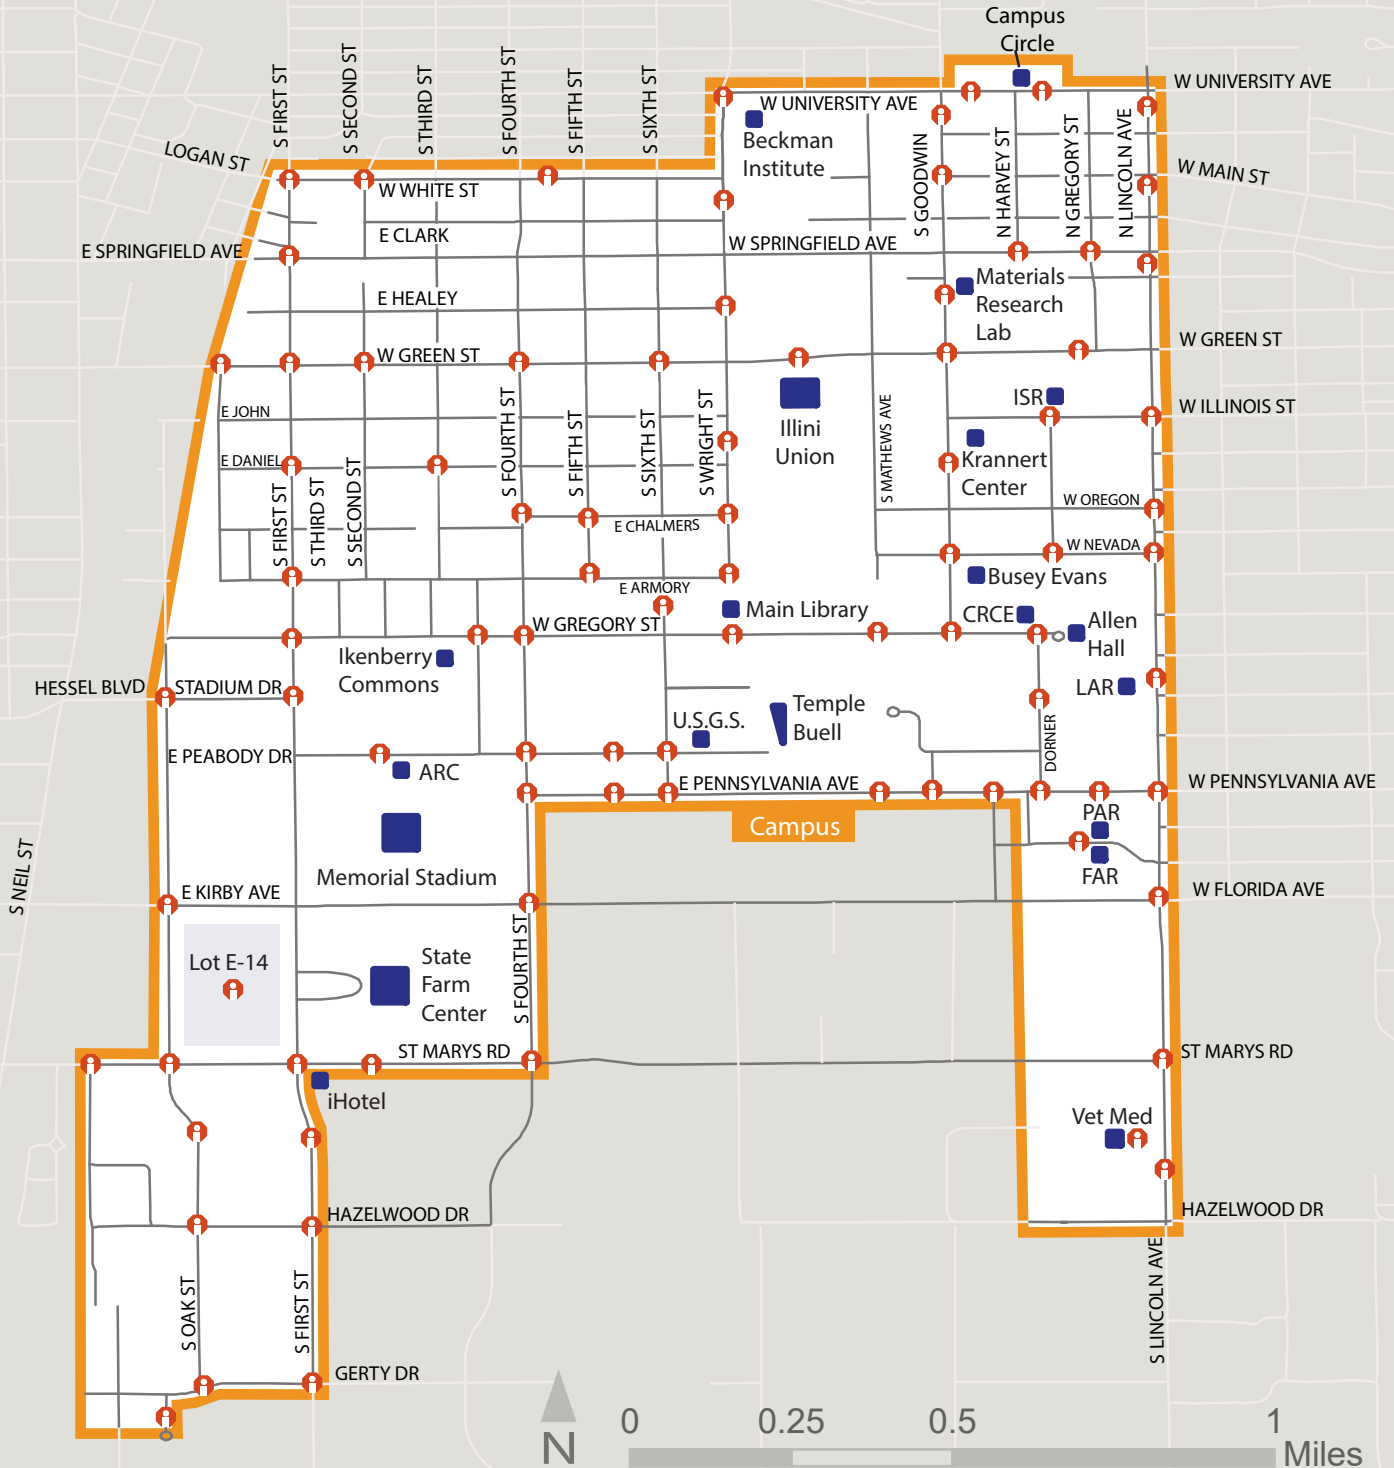 Campus
Circle
S FIRST ST
S SECOND ST
S THIRD ST
S FOURTH ST
S FIFTH ST
S SIXTH ST
W UNIVERSITY AVE
W UNIVERSITY AVE
LOGAN ST
Beckman
Institute
S GOODWIN
N HARVEY ST
N GREGORY ST
N LINCOLN AVE
W MAIN ST
W WHITE ST
E CLARK
E SPRINGFIELD AVE
W SPRINGFIELD AVE
E HEALEY
Materials
Research
Lab
W GREEN ST
W GREEN ST
E JOHN
E DANIEL
S FOURTH ST
S FIFTH ST
S SIXTH ST
S WRIGHT ST
Illini
Union
S MATHEWS AVE
ISR
W ILLINOIS ST
Krannert
Center
S FIRST ST
S THIRD ST
S SECOND ST
E CHALMERS
W OREGON
W NEVADA
E ARMORY
Busey Evans
Main Library
CRCE
Allen
Hall
W GREGORY ST
Ikenberry
Commons
HESSEL BLVD
STADIUM DR
LAR
U.S.G.S.
Temple
Buell
DORNER
E PEABODY DR
ARC
E PENNSYLVANIA AVE
W PENNSYLVANIA AVE
Campus
PAR
FAR
Memorial Stadium
S NEIL ST
E KIRBY AVE
W FLORIDA AVE
Lot E-14
State
Farm
Center
S FOURTH ST
ST MARYS RD
ST MARYS RD
iHotel
Vet Med
HAZELWOOD DR
HAZELWOOD DR
S OAK ST
S FIRST ST
S LINCOLN AVE
GERTY DR
N
0 0.25 0.5 1
Miles